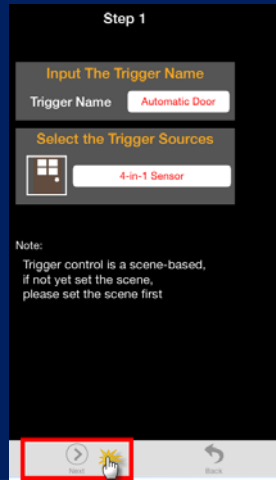 Step 1
Input The Trigger Name
Trigger Name Automatic Door
Select the Trigger Sources
4-in-1 Sensor
Note:
Trigger control is a scene-based,
if not yet set the scene,
please set the scene first
Next Back